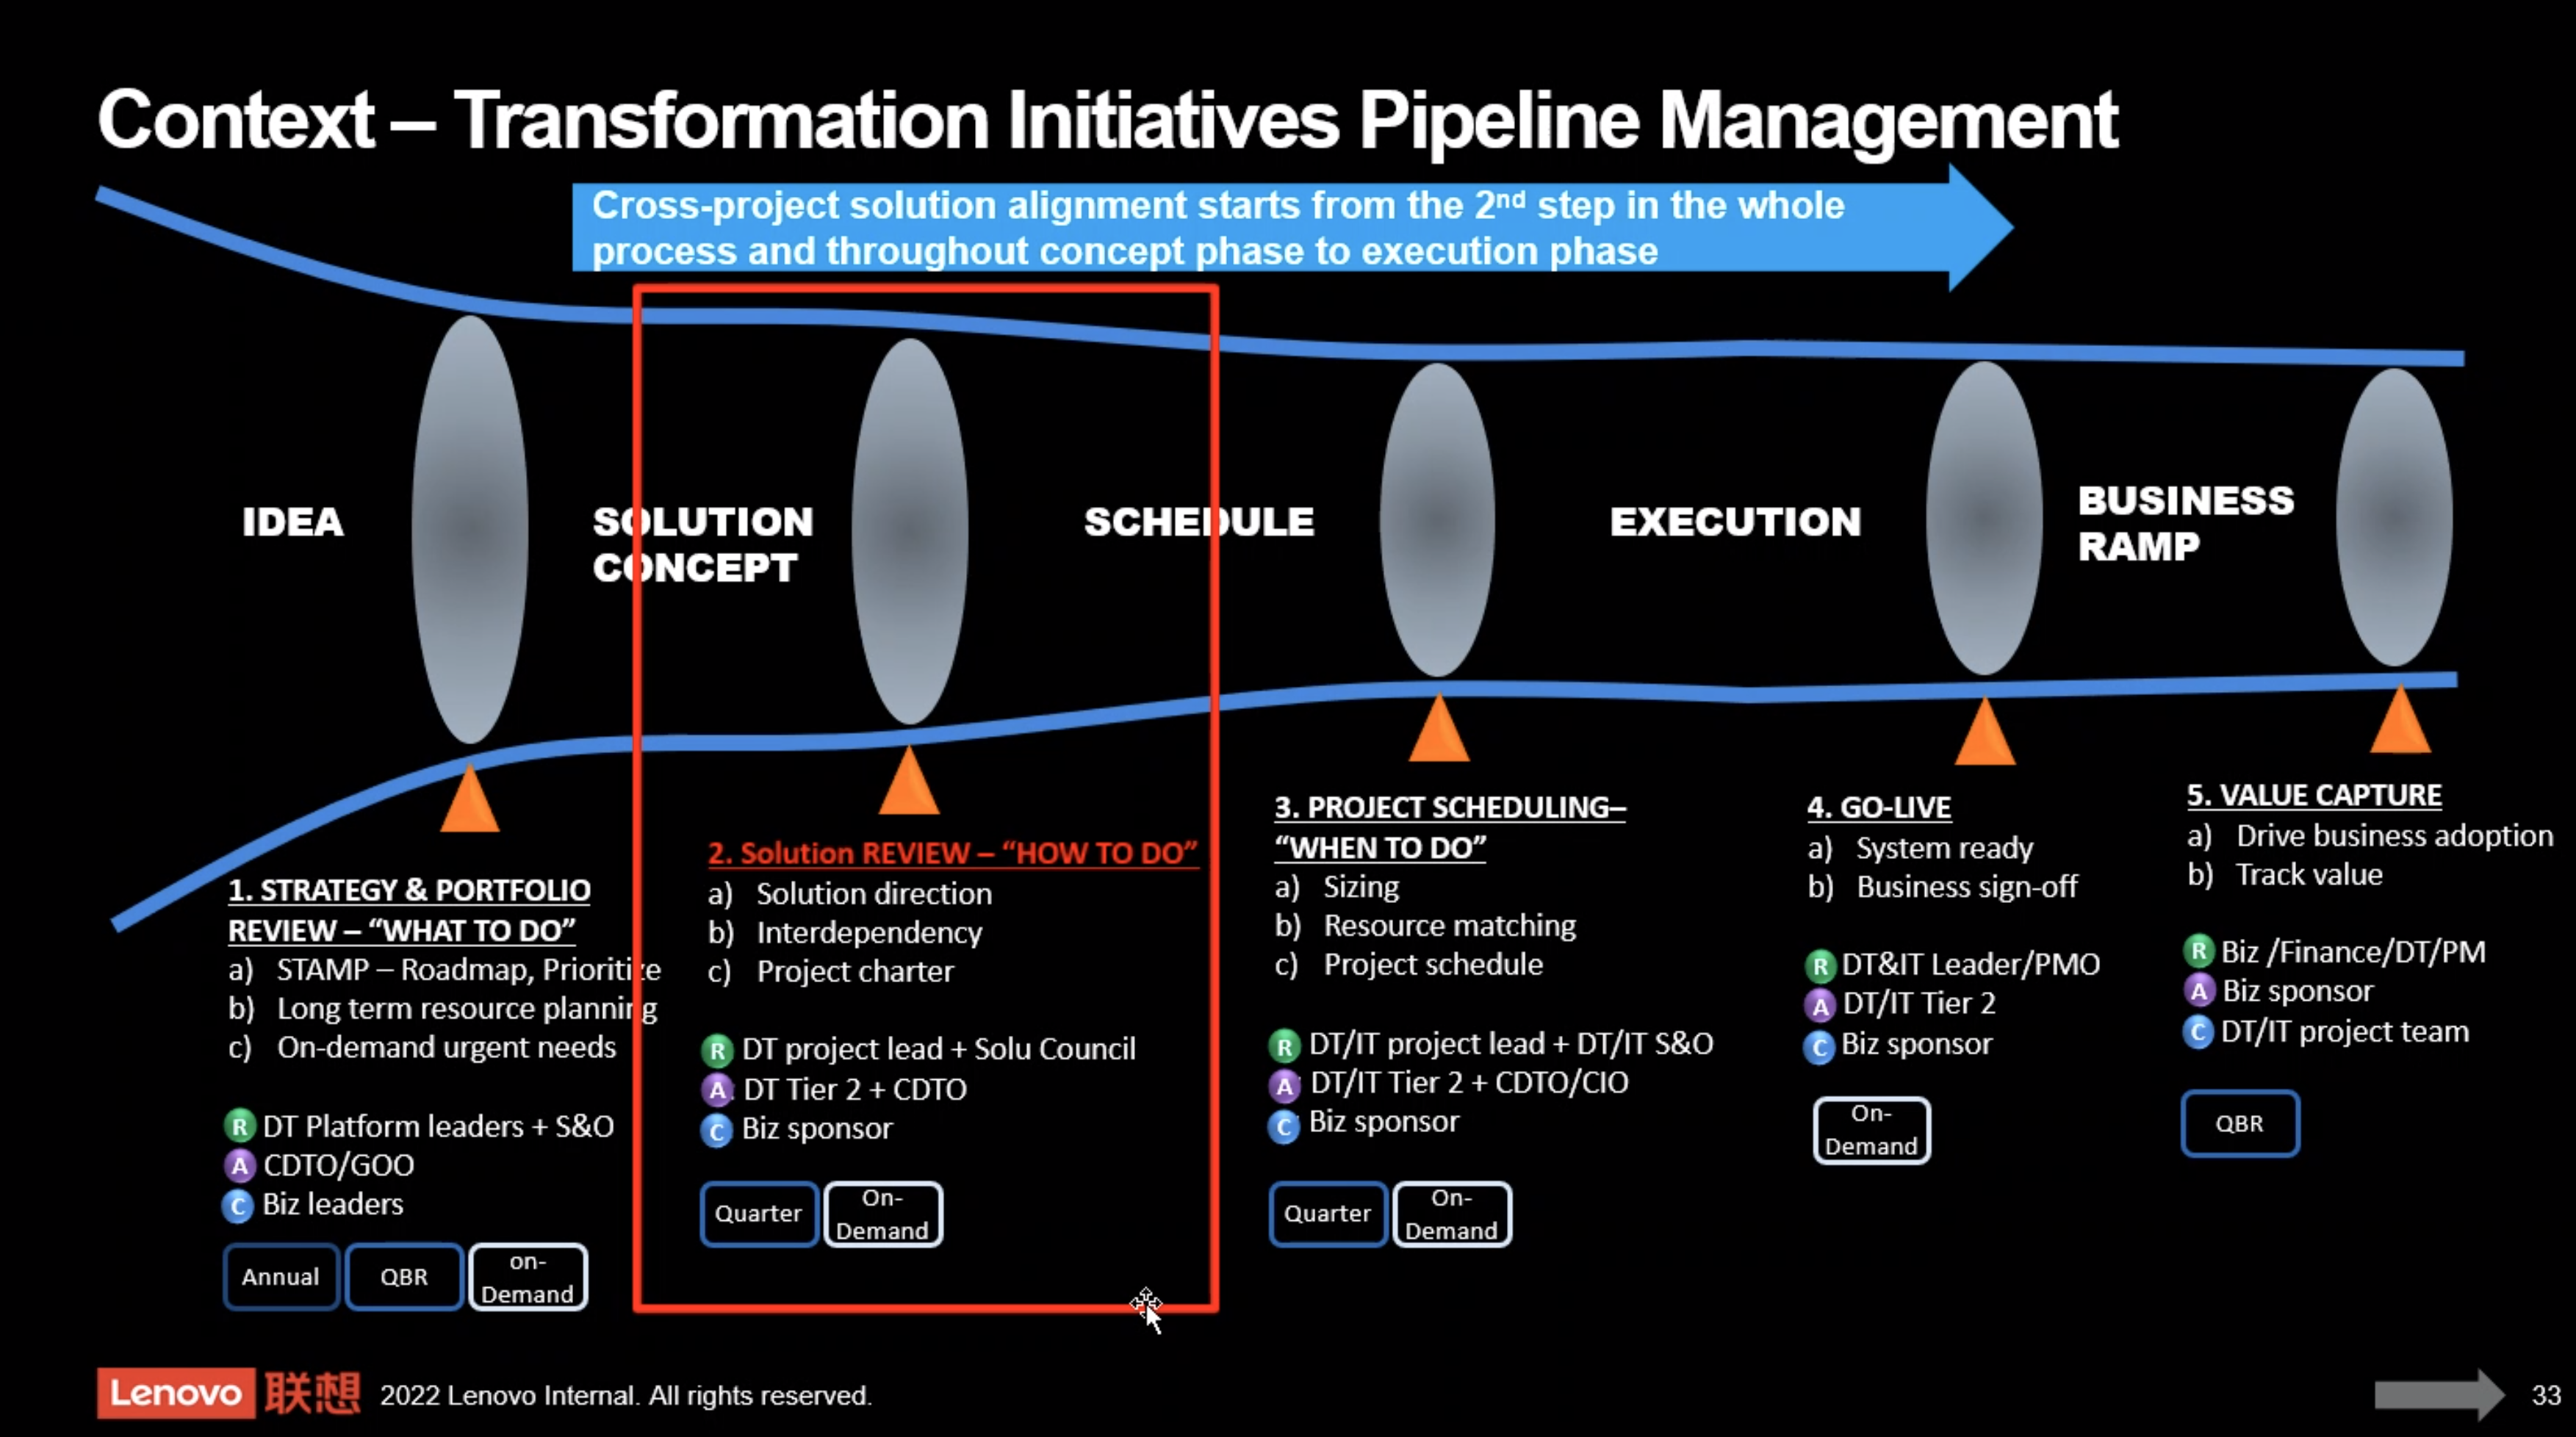 Context – Transformation Initiatives Pipeline Management
Cross-project solution alignment starts from the 2nd step in the whole
process and throughout concept phase to execution phase
IDEA
SOLUTION
CONCEPT
SCHEDULE
EXECUTION
BUSINESS
RAMP
1. STRATEGY & PORTFOLIO
REVIEW – “WHAT TO DO”
a) STAMP – Roadmap, Prioritize
b) Long term resource planning
c) On-demand urgent needs
R DT Platform leaders + S&O
A CDTO/GOO
C Biz leaders
Annual
QBR
on-
Demand
2. Solution REVIEW – “HOW TO DO”
a) Solution direction
b) Interdependency
c) Project charter
R DT project lead + Solu Council
A DT Tier 2 + CDTO
C Biz sponsor
Quarter
On-
Demand
3. PROJECT SCHEDULING–
“WHEN TO DO”
a) Sizing
b) Resource matching
c) Project schedule
R DT/IT project lead + DT/IT S&O
A DT/IT Tier 2 + CDTO/CIO
C Biz sponsor
Quarter
On-
Demand
4. GO-LIVE
a) System ready
b) Business sign-off
R DT&IT Leader/PMO
A DT/IT Tier 2
C Biz sponsor
On-
Demand
5. VALUE CAPTURE
a) Drive business adoption
b) Track value
R Biz /Finance/DT/PM
A Biz sponsor
C DT/IT project team
QBR
Lenovo 联想 2022 Lenovo Internal. All rights reserved.
33